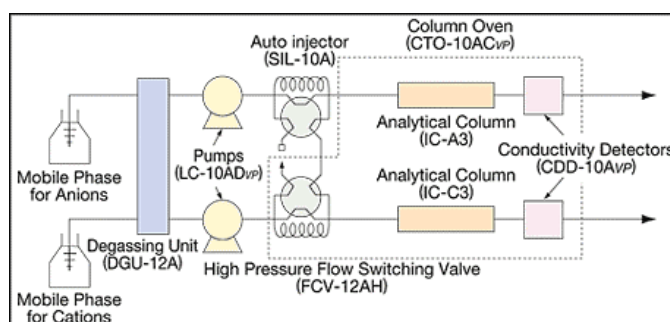 Column Oven
(CTO-10ACVP)
Auto injector
(SIL-10A)
Mobile Phase
for Anions
Pumps
(LC-10ADVP)
Analytical Column
(IC-A3)
Conductivity Detectors
(CDD-10AVP)
Analytical Column
(IC-C3)
Degassing Unit
(DGU-12A)
High Pressure Flow Switching Valve
(FCV-12AH)
Mobile Phase
for Cations